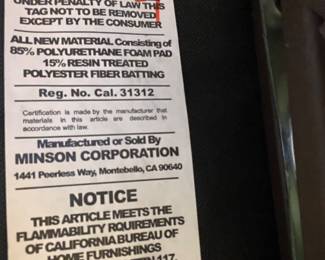 UNDER PENALTY OF LAW THIS
TAG NOT TO BE REMOVED
EXCEPT BY THE CONSUMER
ALL NEW MATERIAL Consisting of
85% POLYURETHANE FOAM PAD
15% RESIN TREATED
POLYESTER FIBER BATTING
Reg. No. Cal. 31312
Certification is made by the manufacturer that
materials in this article are described in
accordance with law.
Manufactured or Sold By
MINSON CORPORATION
1441 Peerless Way, Montebello, CA 90640
NOTICE
THIS ARTICLE MEETS THE
FLAMMABILITY RQUIREMENTS
OF CALIFORNIA BUREAU OF
HOME FURNISHINGS
117.